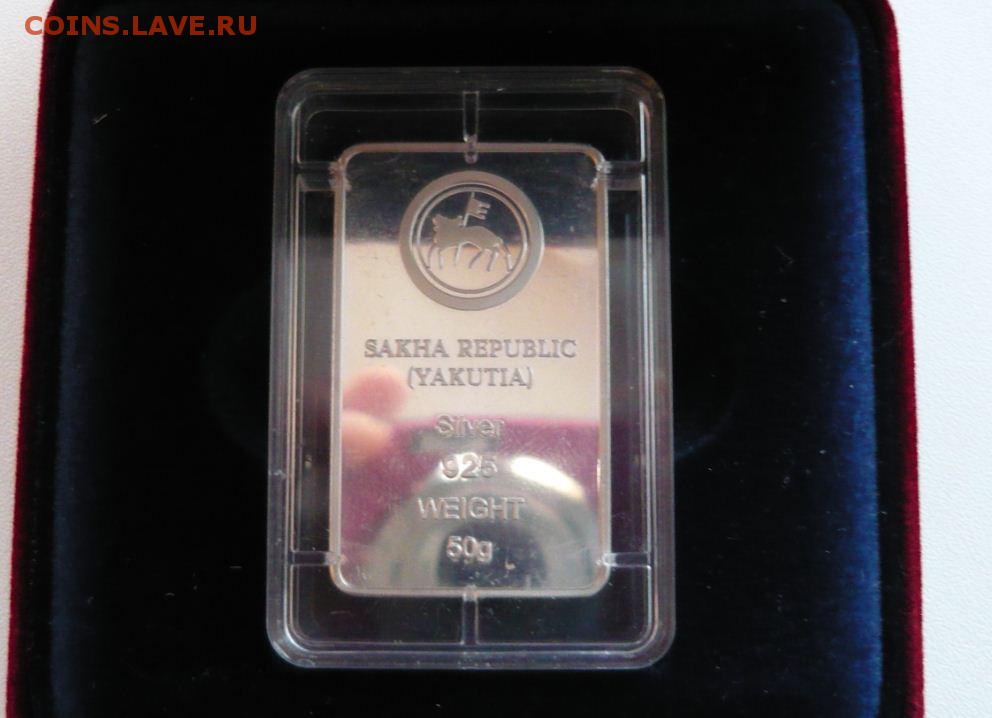 COINS.LAVE.RU
SAKHA REPUBLIC
(YAKUTIA)
Silver
925
WEIGHT
50g